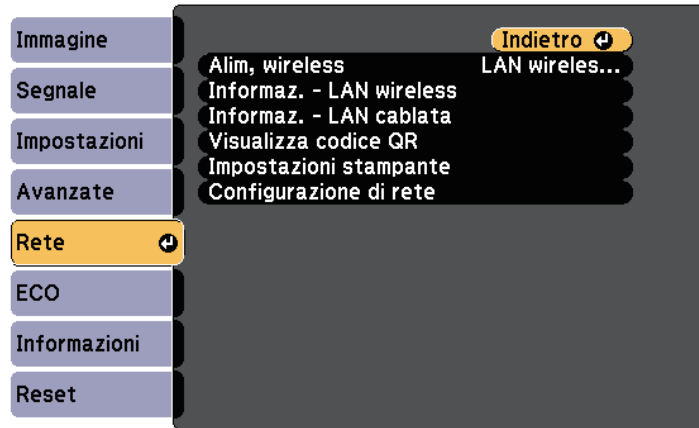 Immagine
Segnale
Impostazioni
Avanzate
Rete
ECO
Informazioni
Reset
Indietro
Alim, wireless LAN wireles...
Informaz. - LAN wireless
Informaz. - LAN cablata
Visualizza codice QR
Impostazioni stampante
Configurazione di rete